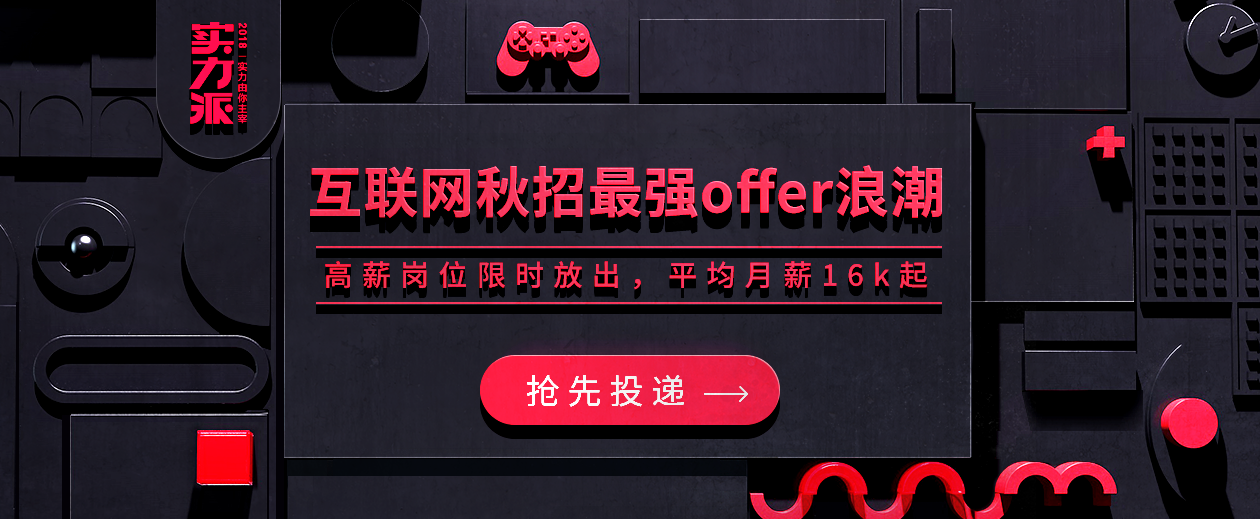 实力派
2018 | 实力由你主宰
互联网秋招最强offer浪潮
高薪岗位限时放出，平均月薪16k起
抢先投递